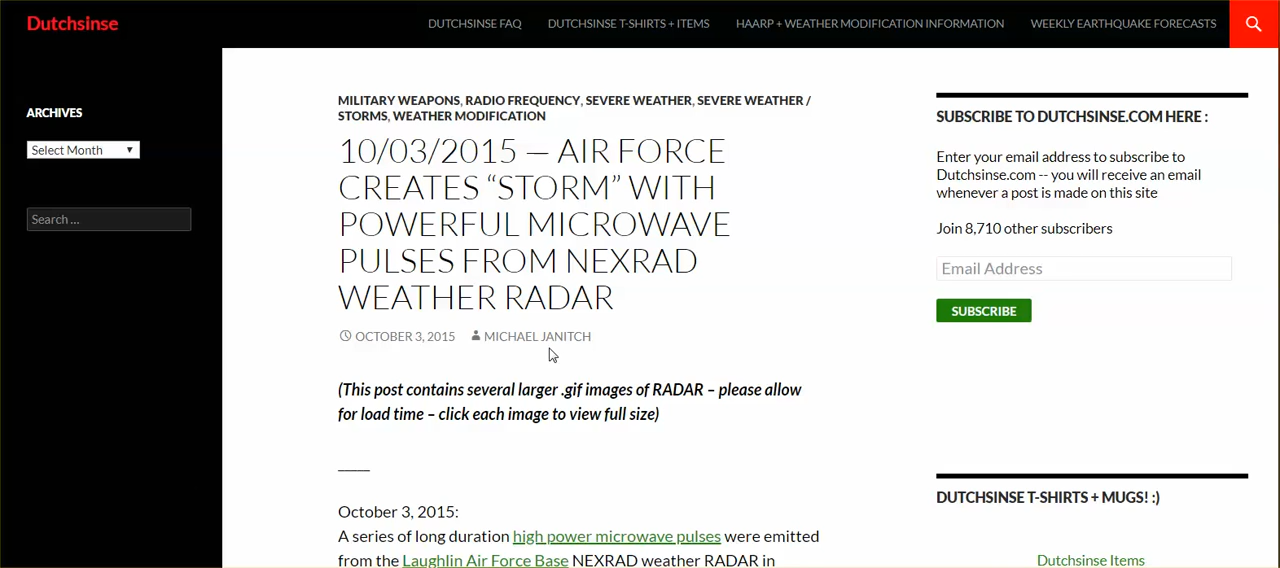 Dutchsinse
DUTCHSINSE FAQ
DUTCHSINSE T-SHIRTS + ITEMS
HAARP + WEATHER MODIFICATION INFORMATION
WEEKLY EARTHQUAKE FORECASTS
ARCHIVES
Select Month
Search ...
MILITARY WEAPONS, RADIO FREQUENCY, SEVERE WEATHER, SEVERE WEATHER /
STORMS, WEATHER MODIFICATION
10/03/2015 — AIR FORCE
CREATES “STORM” WITH
POWERFUL MICROWAVE
PULSES FROM NEXRAD
WEATHER RADAR
OCTOBER 3, 2015 MICHAEL JANITCH
(This post contains several larger .gif images of RADAR – please allow
for load time – click each image to view full size)
_____
October 3, 2015:
A series of long duration high power microwave pulses were emitted
from the Laughlin Air Force Base NEXRAD weather RADAR in
SUBSCRIBE TO DUTCHSINSE.COM HERE :
Enter your email address to subscribe to
Dutchsinse.com -- you will receive an email
whenever a post is made on this site
Join 8,710 other subscribers
Email Address
SUBSCRIBE
DUTCHSINSE T-SHIRTS + MUGS! :)
Dutchsinse Items